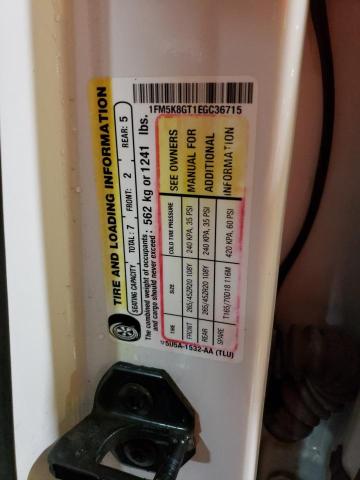 1FM5K8GT1EGC36715
TIRE AND LOADING INFORMATION
SEATING CAPACITY TOTAL: 7 FRONT: 2 REAR: 5
The combined weight of occupants
and cargo should never exceed : 562 kg or 1241 lbs.
TIRE SIZE COLD TIRE PRESSURE SEE OWNERS
FRONT 265/45ZR20 108Y 240 KPA, 35 PSI MANUAL FOR
REAR 265/45ZR20 108Y 240 KPA, 35 PSI ADDITIONAL
SPARE T165/70D18 116M 420 KPA, 60 PSI INFORMATION
F5U5A-1532-AA (TLU)